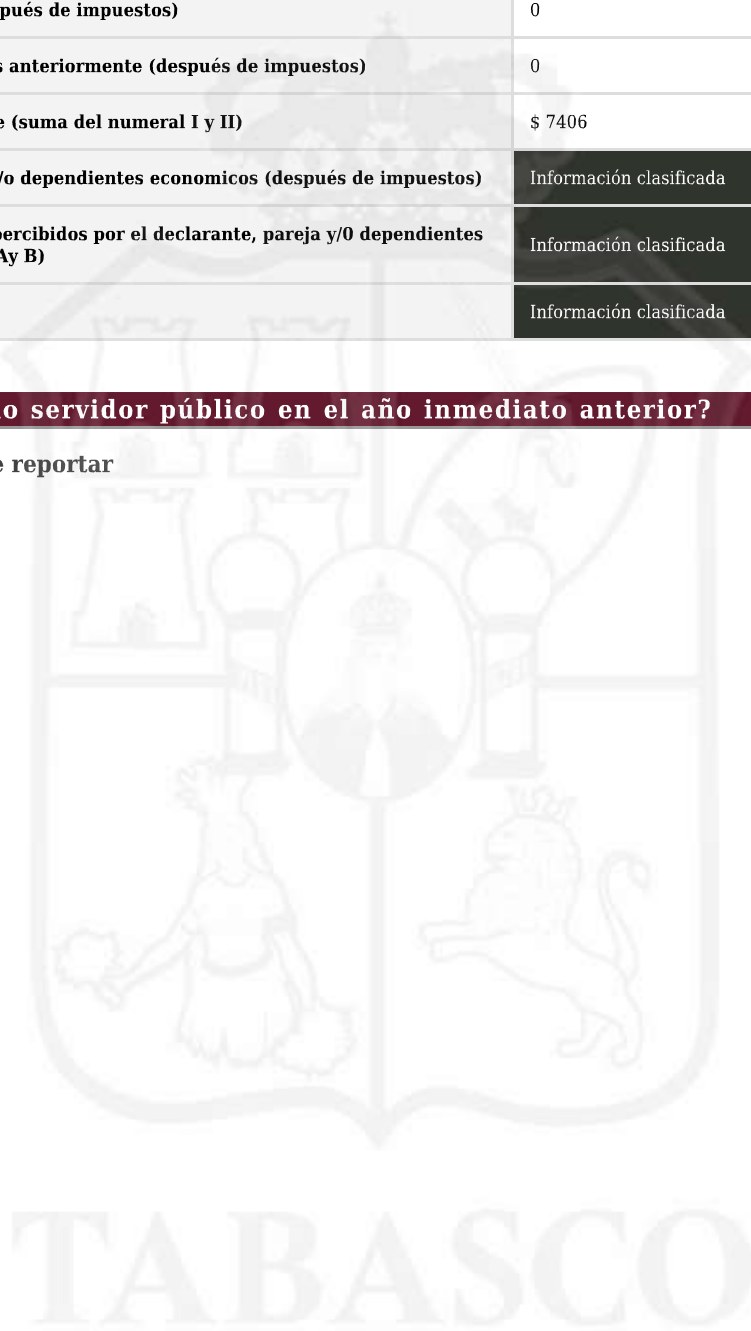 pués de impuestos)
0
s anteriormente (después de impuestos)
0
e (suma del numeral I y II)
$ 7406
/o dependientes economicos (después de impuestos)
Información clasificada
ercibidos por el declarante, pareja y/0 dependientes
Ay B)
Información clasificada
Información clasificada
o servidor público en el año inmediato anterior?
e reportar
TABASCO